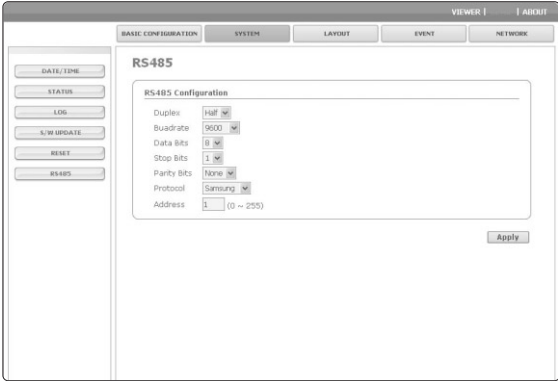 VIEWER | | ABOUT
BASIC CONFIGURATION SYSTEM LAYOUT EVENT NETWORK
DATE/TIME
STATUS
LOG
S/W UPDATE
RESET
RS485
RS485
RS485 Configuration
Duplex Half
Buadrate 9600
Data Bits 8
Stop Bits 1
Parity Bits None
Protocol Samsung
Address 1 (0 ~ 255)
Apply